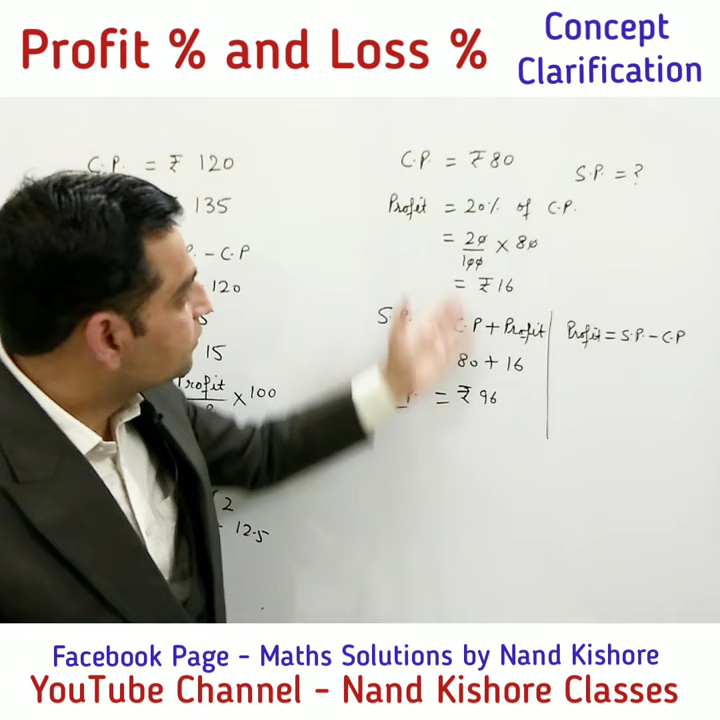 Profit % and Loss %
Concept
Clarification
C.P. = ₹ 120
135
- C.P
120
15
Profit
× 100
2
12.5
C.P. = ₹80
S.P. = ?
Profit = 20% of C.P.
= 20/100 × 80
= ₹16
S.P. C.P + Profit
80 + 16
= ₹96
Profit = S.P. - C.P
Facebook Page - Maths Solutions by Nand Kishore
YouTube Channel - Nand Kishore Classes